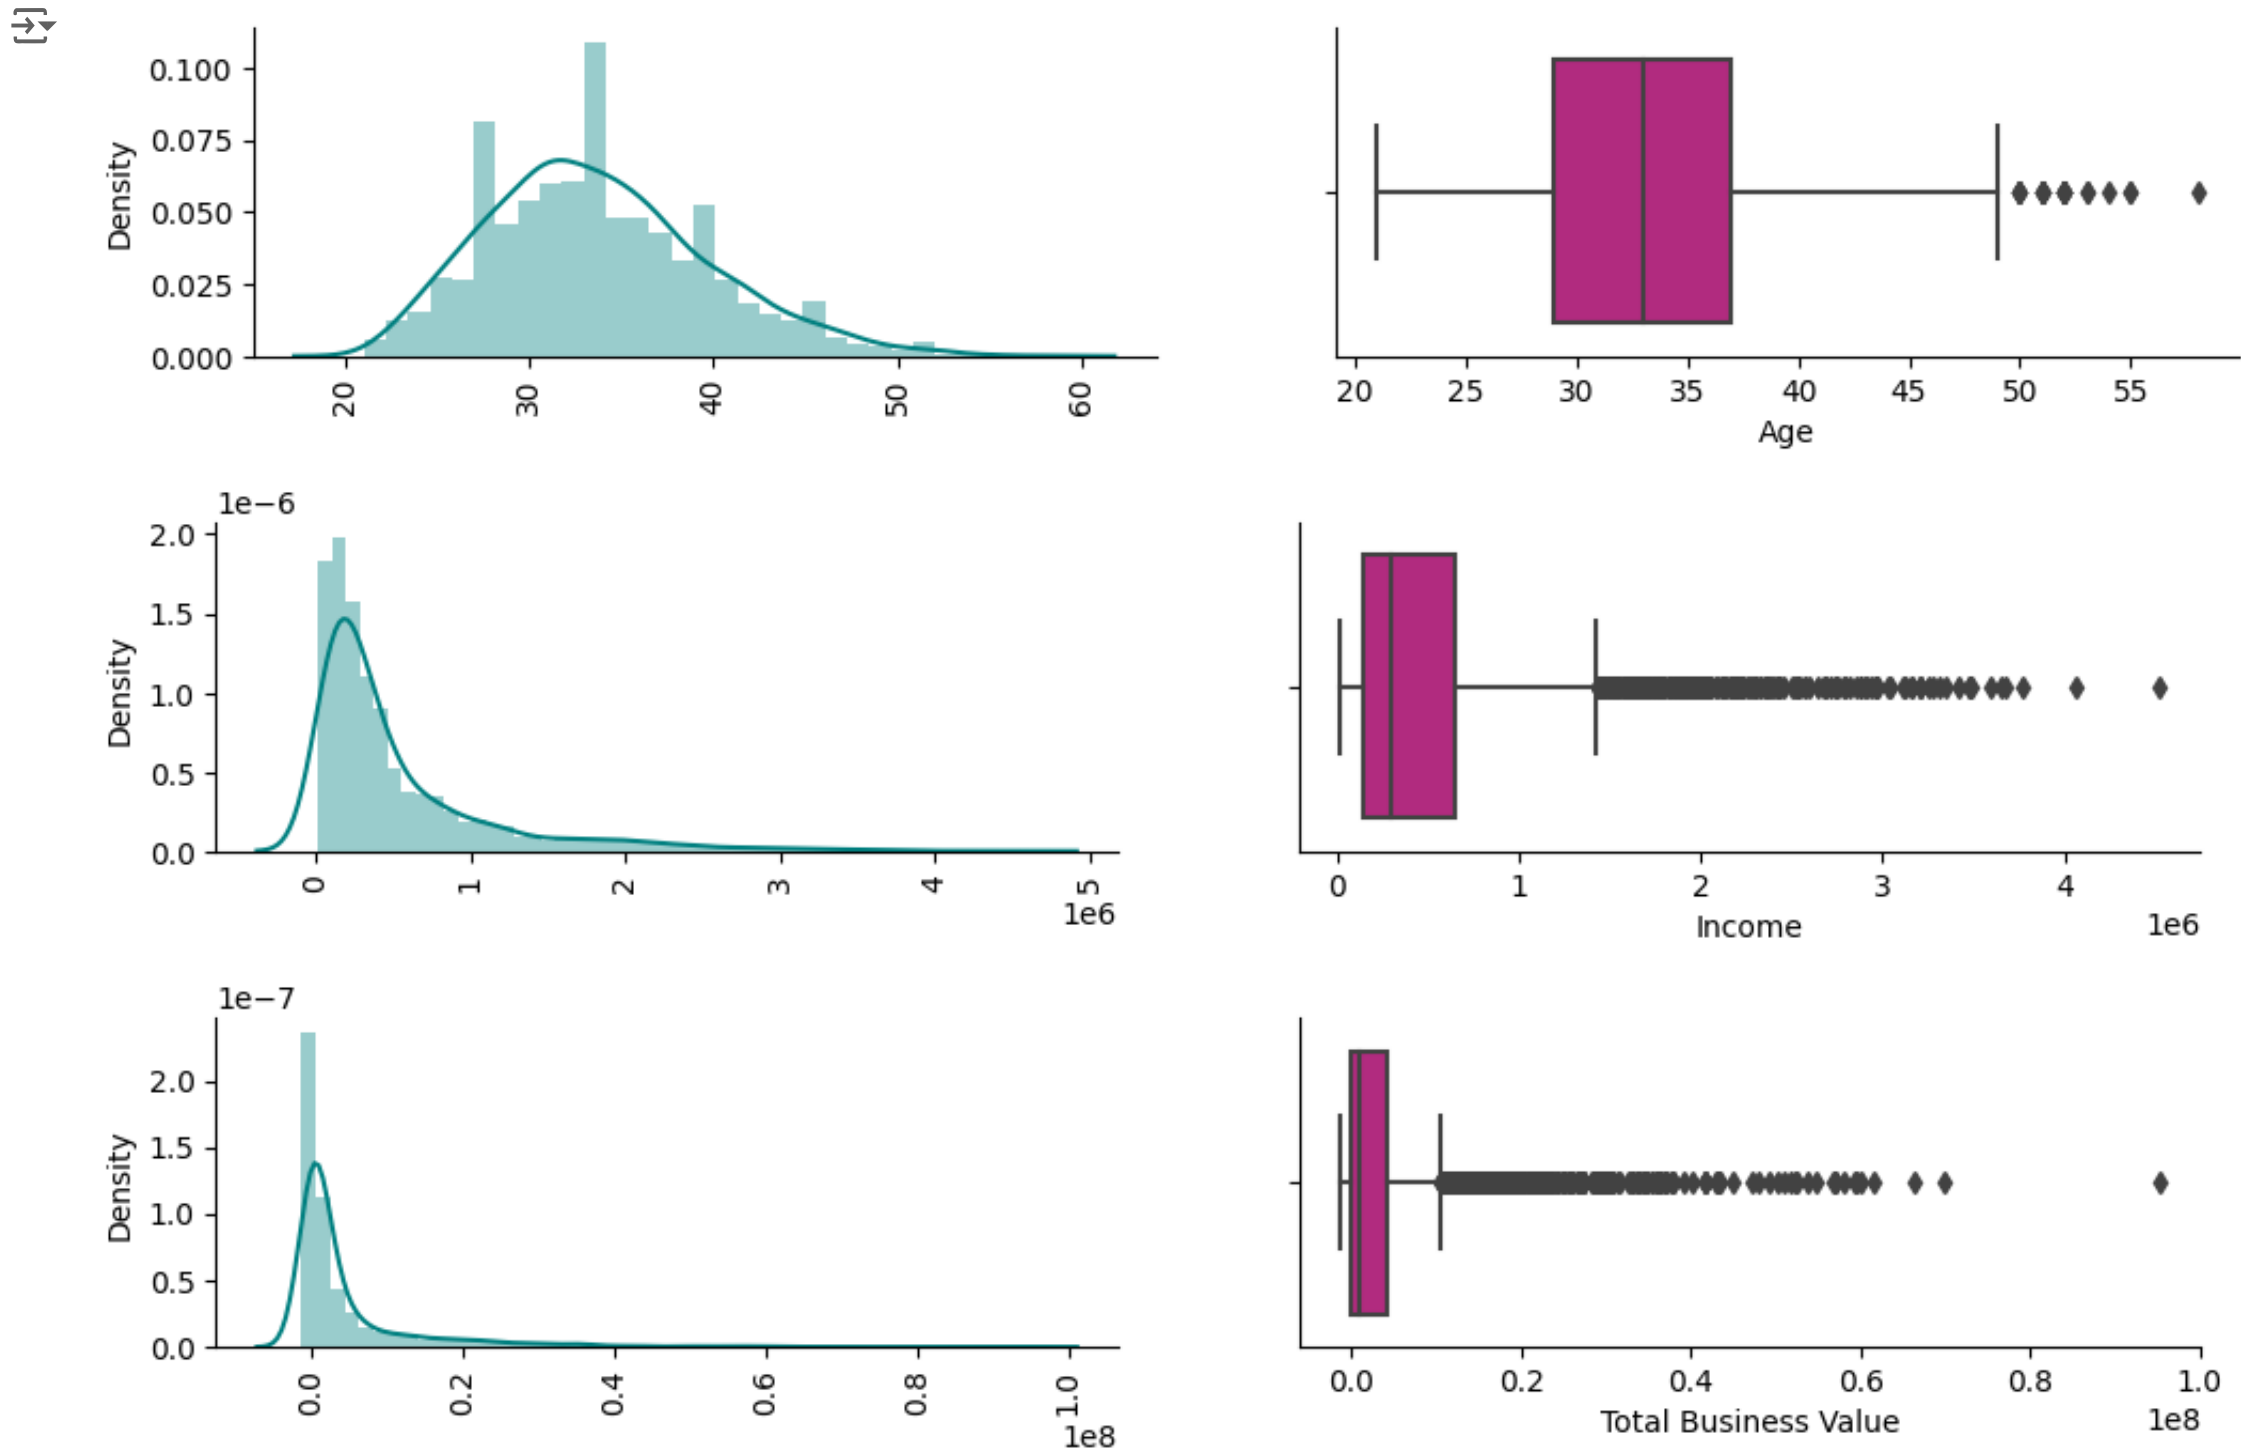 0.100
0.075
0.050
0.025
0.000
Density
20 30 40 50 60
20 25 30 35 40 45 50 55
Age
1e−6
2.0
1.5
1.0
0.5
0.0
Density
0 1 2 3 4 5
1e6
0 1 2 3 4
1e6
Income
1e−7
2.0
1.5
1.0
0.5
0.0
Density
0.0 0.2 0.4 0.6 0.8 1.0
1e8
0.0 0.2 0.4 0.6 0.8 1.0
1e8
Total Business Value